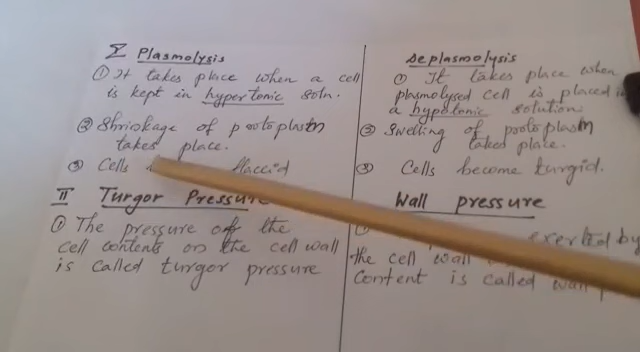 I Plasmolysis
① It takes place when a cell
is kept in hypertonic soln.
② Shrinkage of protoplasm
takes place.
③ Cells flaccid
II Turgor Pressure
① The pressure off the
cell contents on the cell wall
is called turgor pressure
Deplasmolysis
① It takes place when
plasmolysed cell is placed in
a hypotonic solution.
② Swelling of protoplasm
takes place.
③ Cells become turgid.
Wall pressure
exerted by
the cell wall
content is called wall